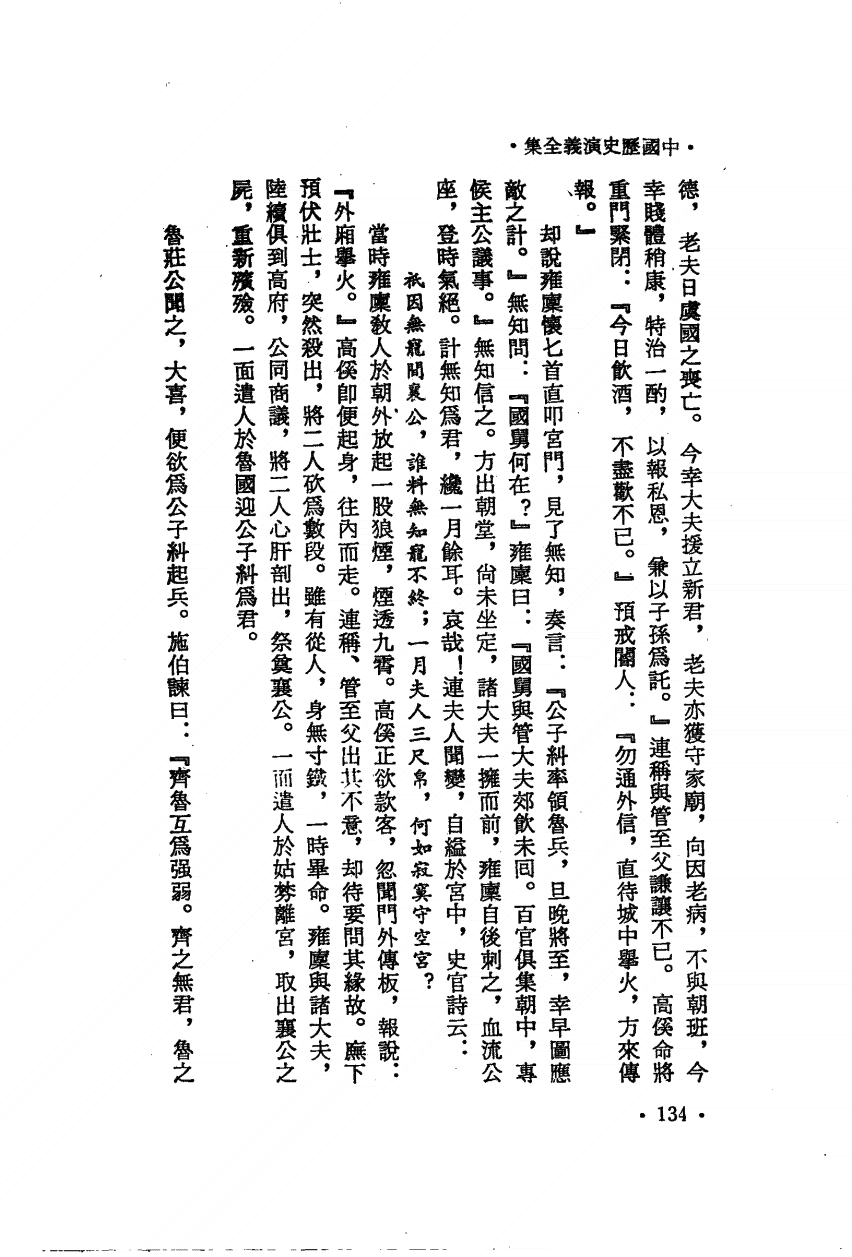 ·中國歷史演義全集·
德，老夫日虞國之喪亡。今幸大夫援立新君，老夫亦獲守家廟，向因老病，不與朝班，今
幸賤體稍康，特治一酌，以報私恩，兼以子孫爲託。』連稱與管至父謙讓不已。高傒命將
重門緊閉：『今日飲酒，不盡歡不已。』預戒閽人：『勿通外信，直待城中舉火，方來傳
報。』
却說雍廩懷匕首直叩宮門，見了無知，奏言：『公子糾率領魯兵，旦晚將至，幸早圖應
敵之計。』無知問：『國舅何在？』雍廩曰：『國舅與管大夫郊飲未回。百官俱集朝中，專
候主公議事。』無知信之。方出朝堂，尙未坐定，諸大夫一擁而前，雍廩自後刺之，血流公
座，登時氣絕。計無知爲君，纔一月餘耳。哀哉！連夫人聞變，自縊於宮中，史官詩云：
祇因無寵間襄公，誰料無知寵不終；一月夫人三尺帛，何如寂寞守空宮？
當時雍廩敎人於朝外放起一股狼煙，煙透九霄。高傒正欲款客，忽聞門外傳板，報說：
『外廂舉火。』高傒卽便起身，往內而走。連稱、管至父出其不意，却待要問其緣故。廡下
預伏壯士，突然殺出，將二人砍爲數段。雖有從人，身無寸鐵，一時畢命。雍廩與諸大夫，
陸續俱到高府，公同商議，將二人心肝剖出，祭奠襄公。一面遣人於姑棼離宮，取出襄公之
屍，重新殯殮。一面遣人於魯國迎公子糾爲君。
魯莊公聞之，大喜，便欲爲公子糾起兵。施伯諫曰：『齊魯互爲强弱。齊之無君，魯之
·134·